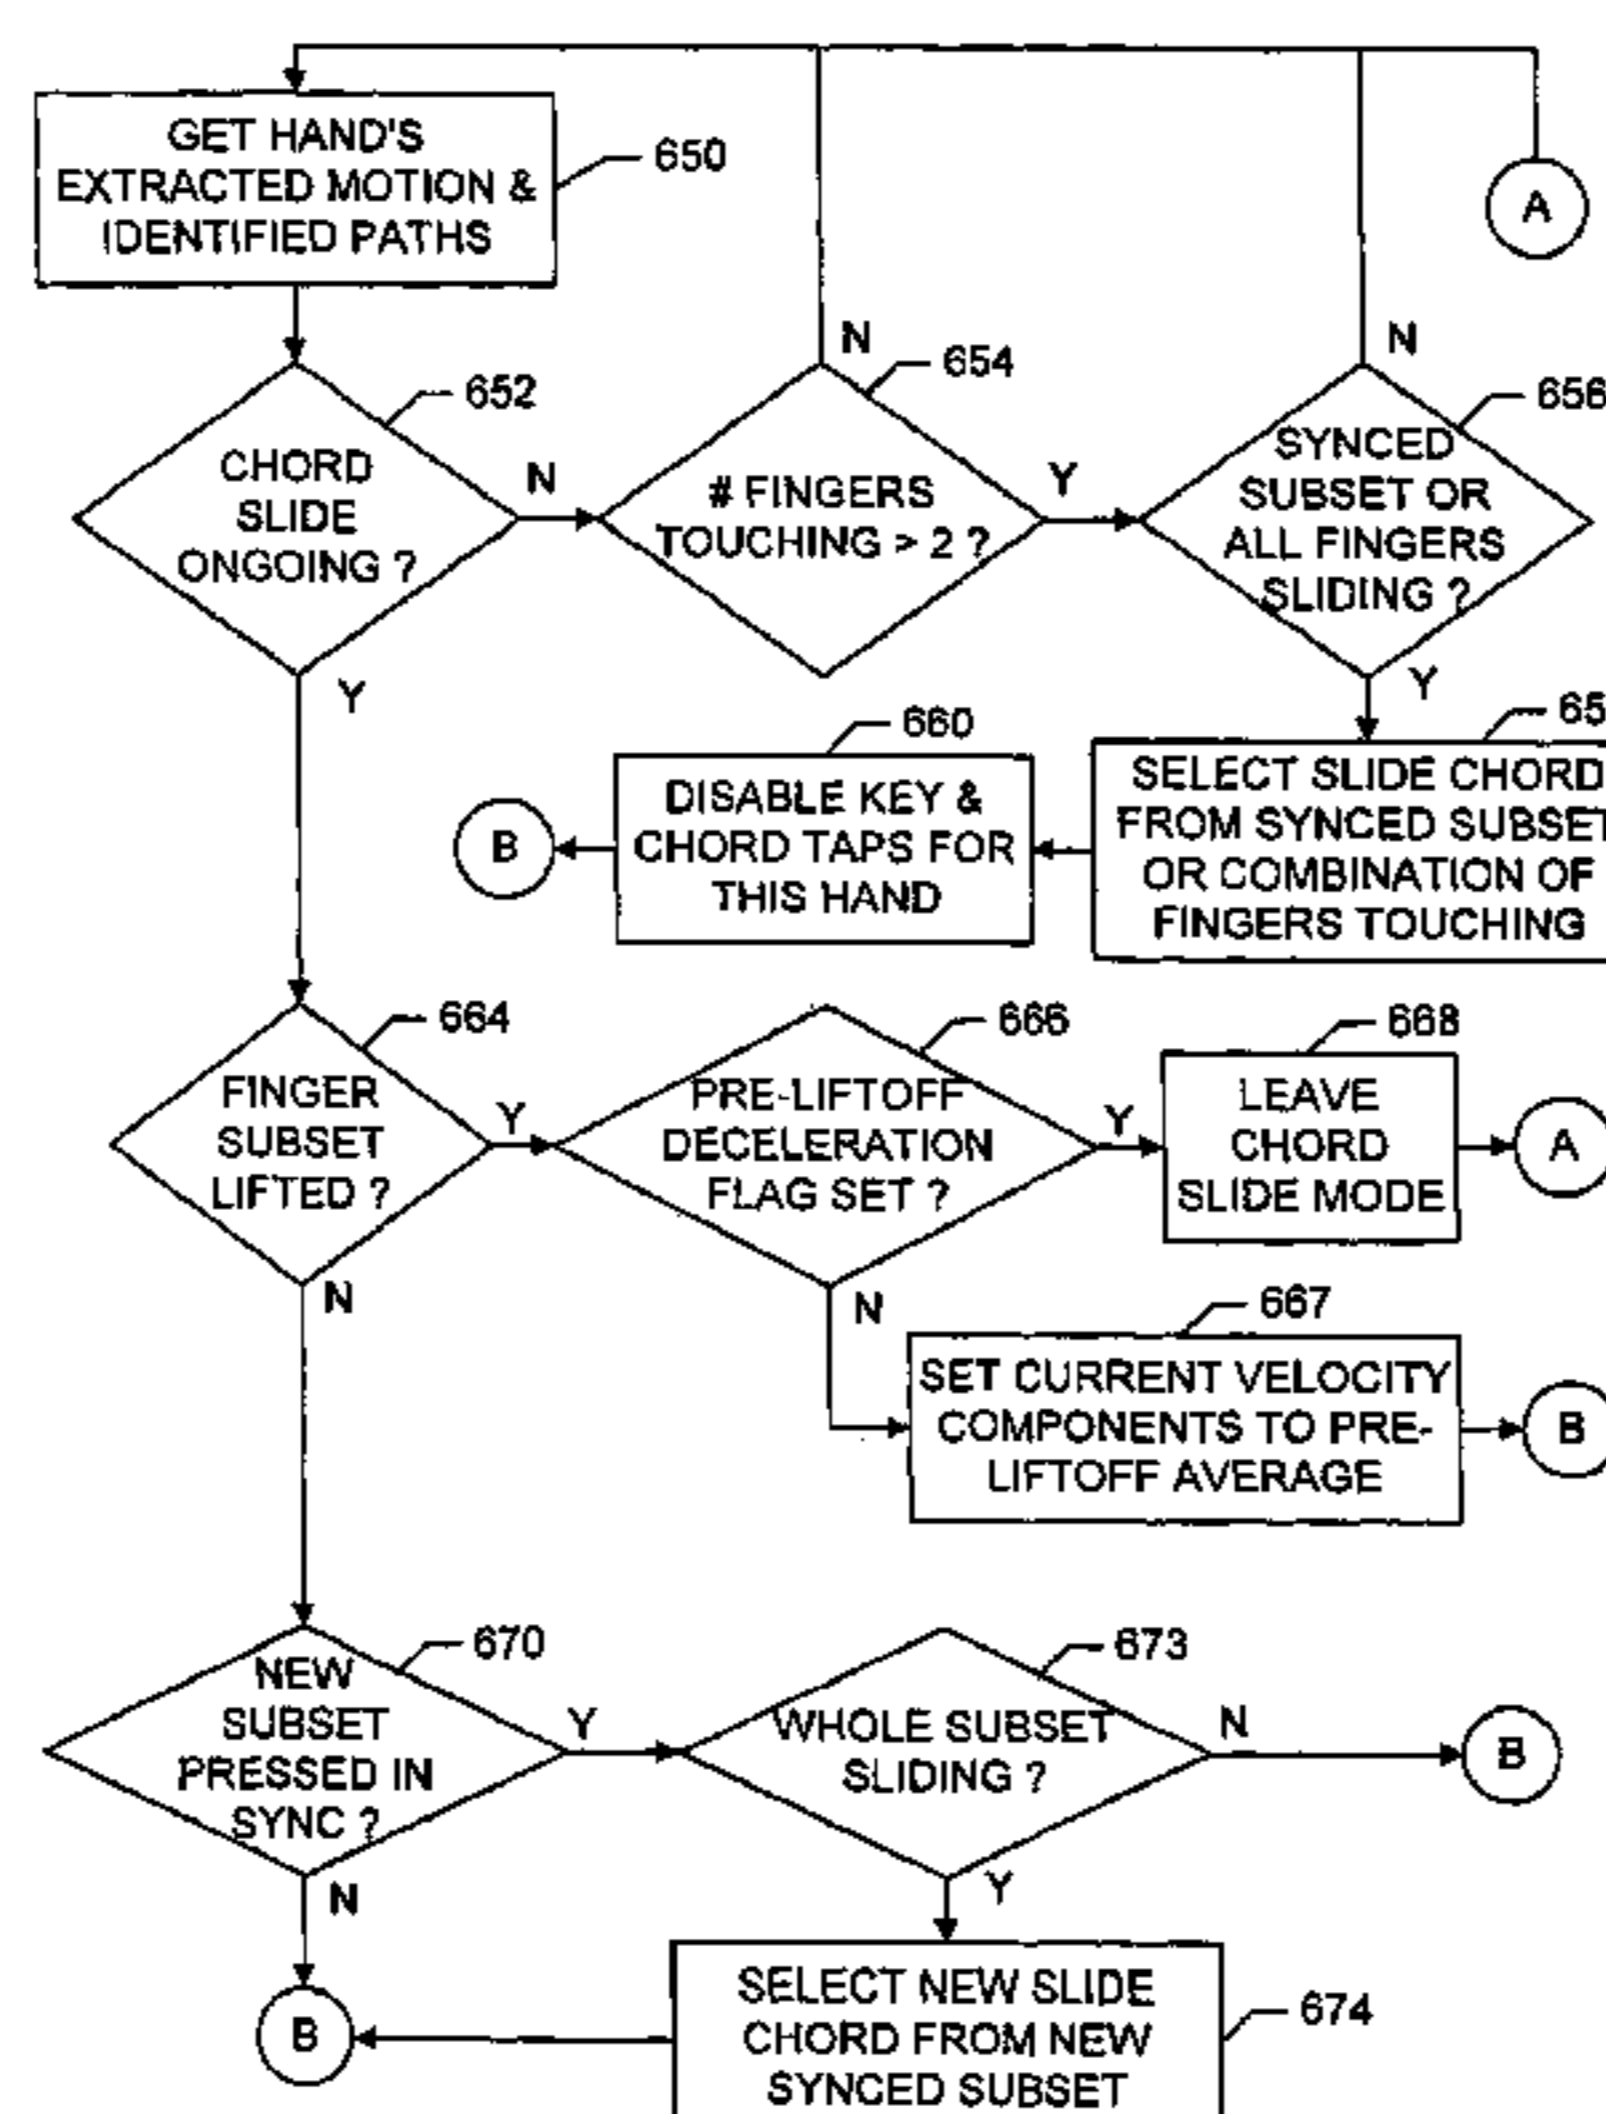 GET HAND'S
EXTRACTED MOTION &
IDENTIFIED PATHS
650
A
N
N
652
654
656
CHORD
SLIDE
ONGOING ?
N
# FINGERS
TOUCHING > 2 ?
Y
SYNCED
SUBSET OR
ALL FINGERS
SLIDING ?
Y
Y
660
65
B
DISABLE KEY &
CHORD TAPS FOR
THIS HAND
SELECT SLIDE CHORD
FROM SYNCED SUBSET
OR COMBINATION OF
FINGERS TOUCHING
664
666
668
FINGER
SUBSET
LIFTED ?
Y
PRE-LIFTOFF
DECELERATION
FLAG SET ?
Y
LEAVE
CHORD
SLIDE MODE
A
N
N
667
SET CURRENT VELOCITY
COMPONENTS TO PRE-
LIFTOFF AVERAGE
B
670
673
NEW
SUBSET
PRESSED IN
SYNC ?
Y
WHOLE SUBSET
SLIDING ?
N
B
N
Y
B
SELECT NEW SLIDE
CHORD FROM NEW
SYNCED SUBSET
674